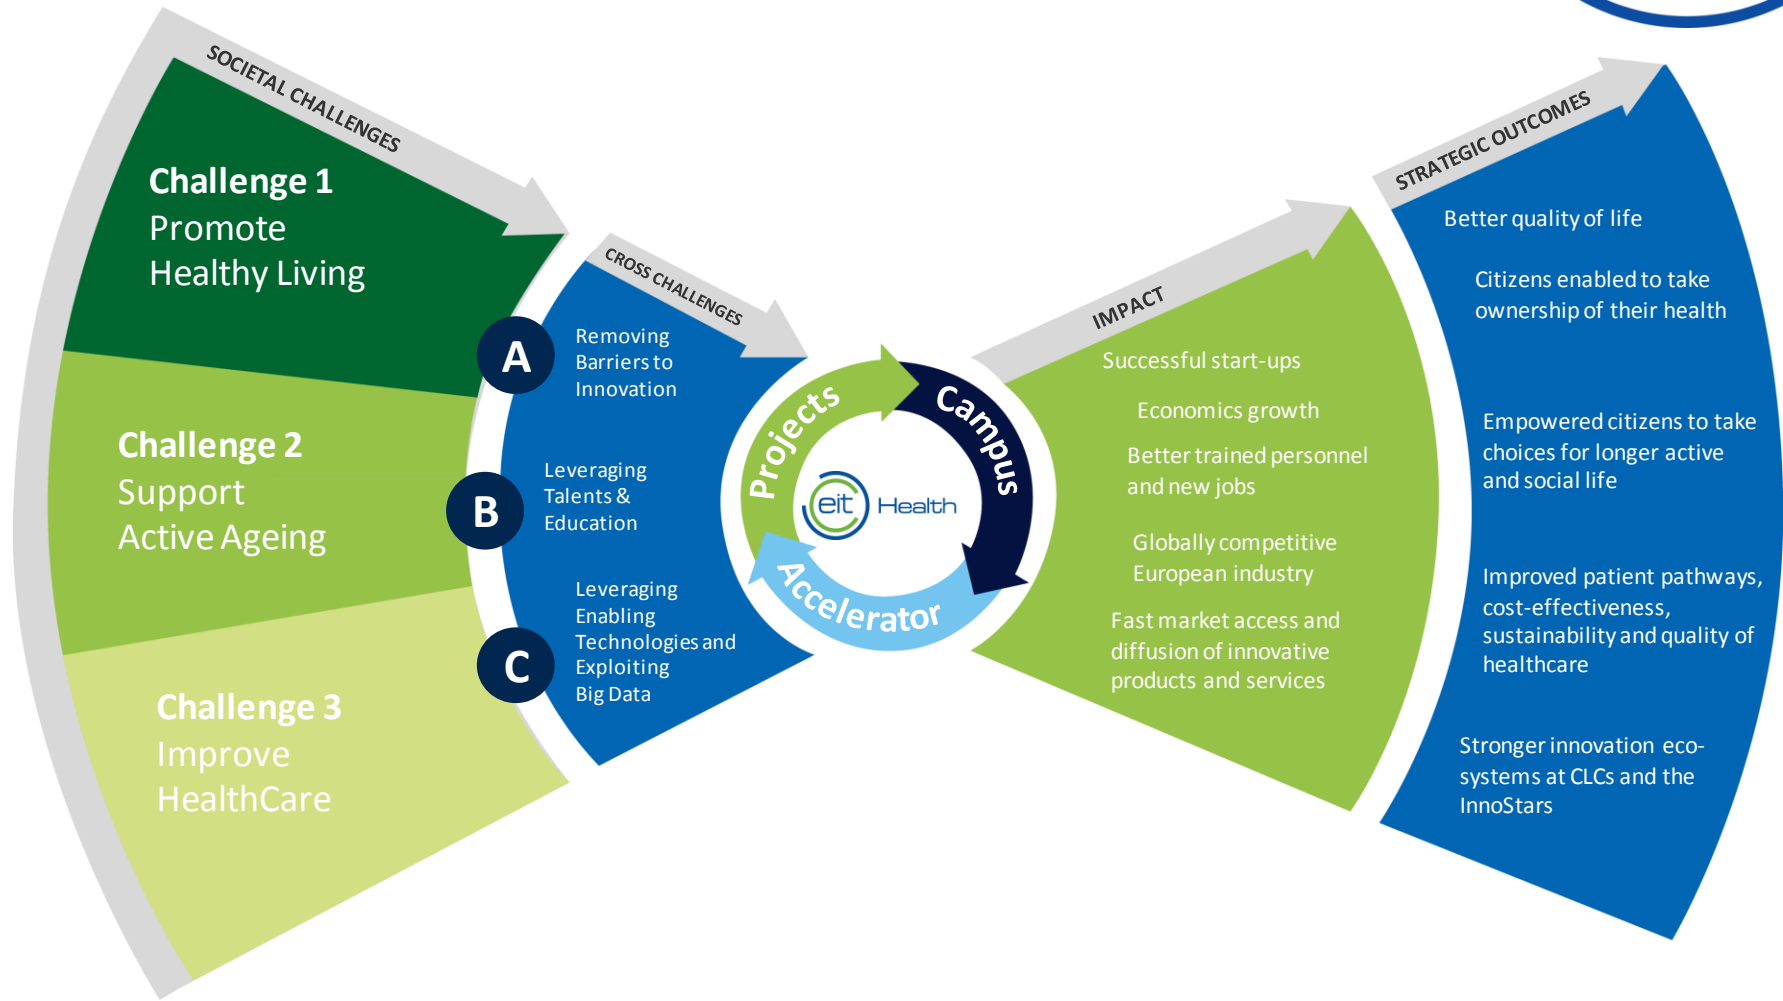 SOCIETAL CHALLENGES
Challenge 1
Promote
Healthy Living
Challenge 2
Support
Active Ageing
Challenge 3
Improve
HealthCare
CROSS CHALLENGES
A
Removing
Barriers to
Innovation
B
Leveraging
Talents &
Education
C
Leveraging
Enabling
Technologies and
Exploiting
Big Data
Projects
Campus
Accelerator
eit Health
IMPACT
Successful start-ups
Economics growth
Better trained personnel
and new jobs
Globally competitive
European industry
Fast market access and
diffusion of innovative
products and services
STRATEGIC OUTCOMES
Better quality of life
Citizens enabled to take
ownership of their health
Empowered citizens to take
choices for longer active
and social life
Improved patient pathways,
cost-effectiveness,
sustainability and quality of
healthcare
Stronger innovation eco-
systems at CLCs and the
InnoStars